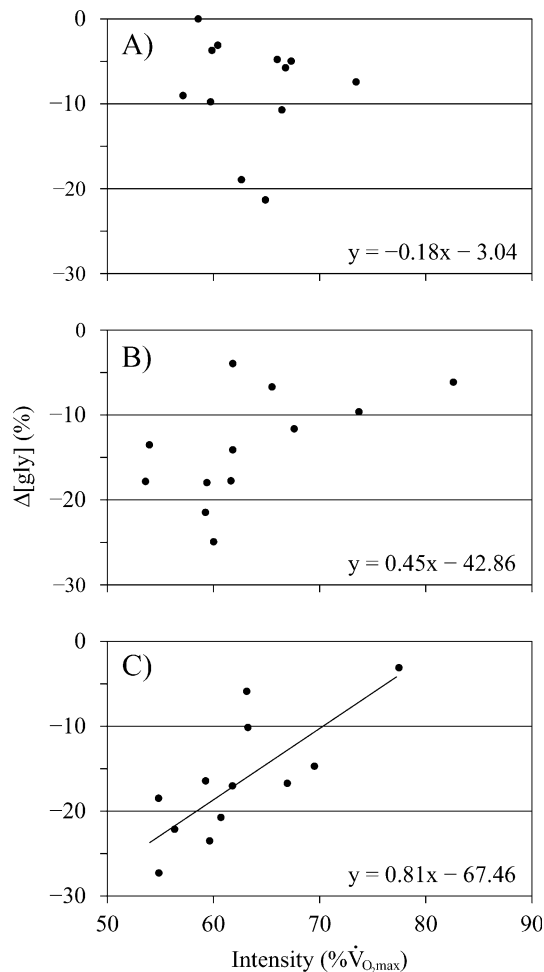 0
A)
−10
−20
y = −0.18x − 3.04
−30
0
B)
−10
Δ[gly] (%)
−20
y = 0.45x − 42.86
−30
0
C)
−10
−20
y = 0.81x − 67.46
−30
50 60 70 80 90
Intensity (%V̇O,max)